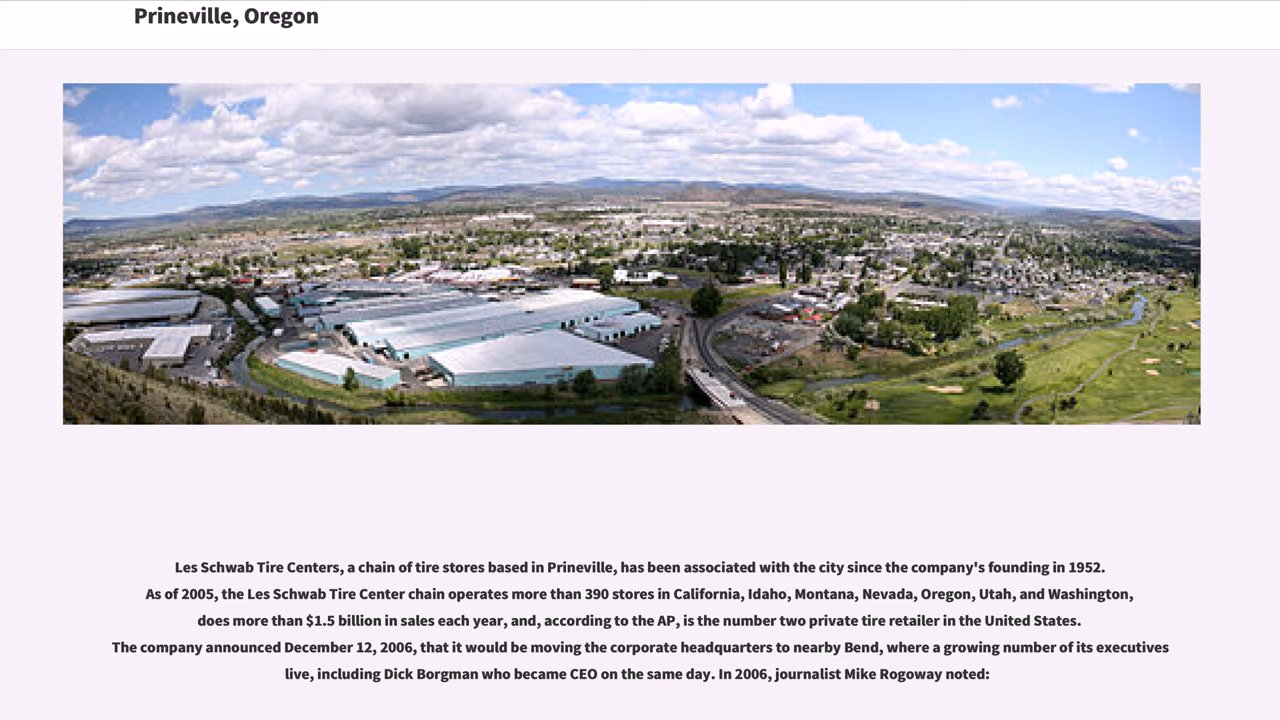 Prineville, Oregon
Les Schwab Tire Centers, a chain of tire stores based in Prineville, has been associated with the city since the company's founding in 1952.
As of 2005, the Les Schwab Tire Center chain operates more than 390 stores in California, Idaho, Montana, Nevada, Oregon, Utah, and Washington,
does more than $1.5 billion in sales each year, and, according to the AP, is the number two private tire retailer in the United States.
The company announced December 12, 2006, that it would be moving the corporate headquarters to nearby Bend, where a growing number of its executives
live, including Dick Borgman who became CEO on the same day. In 2006, journalist Mike Rogoway noted: